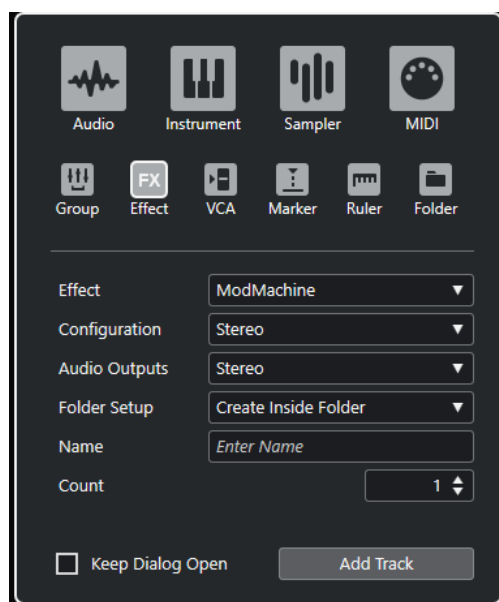 Audio Instrument Sampler MIDI
FX
Group Effect VCA Marker Ruler Folder
Effect ModMachine
Configuration Stereo
Audio Outputs Stereo
Folder Setup Create Inside Folder
Name Enter Name
Count 1
Keep Dialog Open Add Track